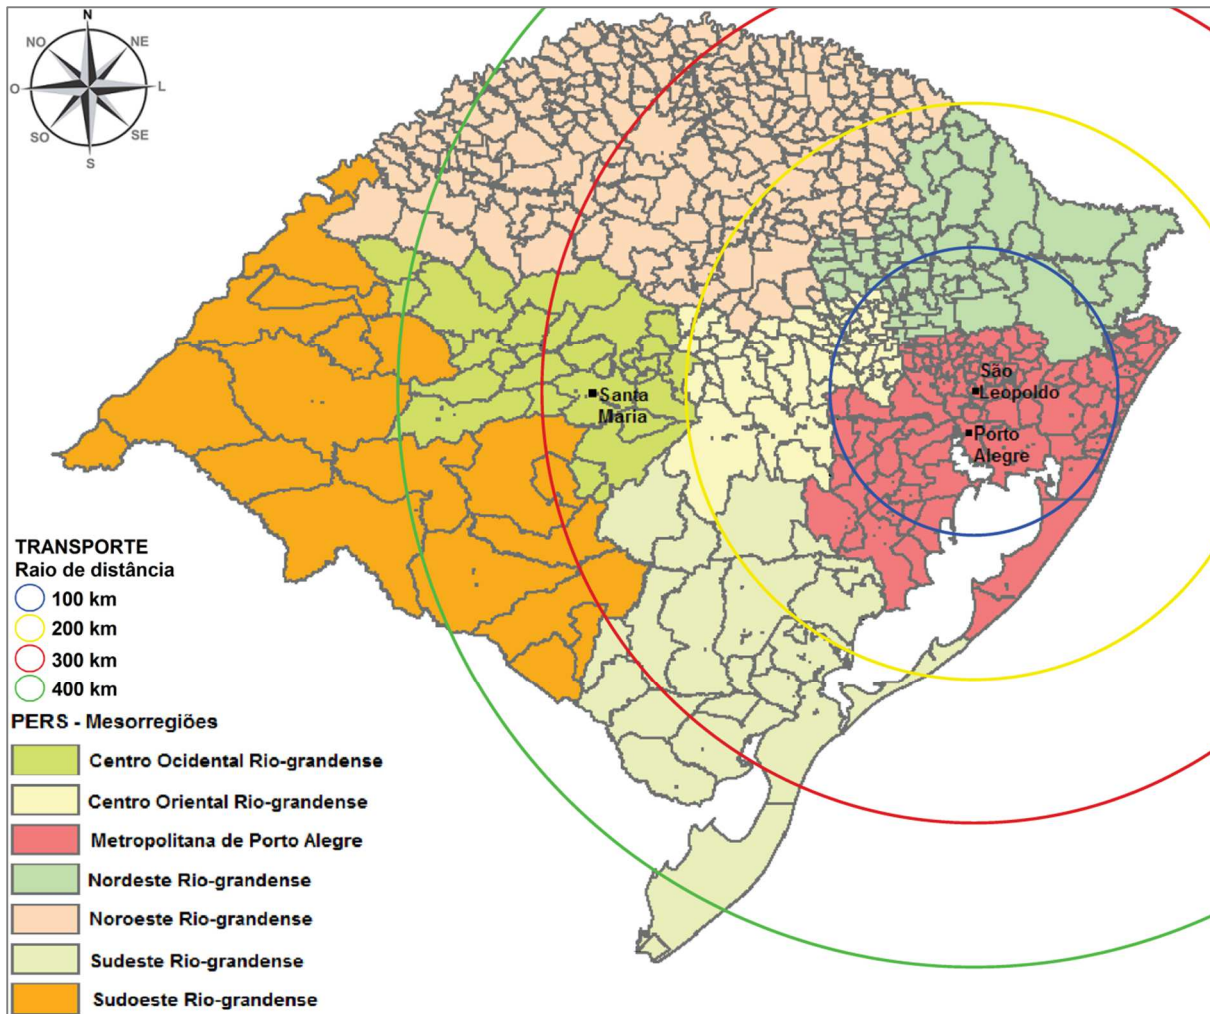 N
NO
NE
O
L
SO
SE
S
São
Leopoldo
Santa
Maria
Porto
Alegre
TRANSPORTE
Raio de distância
100 km
200 km
300 km
400 km
PERS - Mesorregiões
Centro Ocidental Rio-grandense
Centro Oriental Rio-grandense
Metropolitana de Porto Alegre
Nordeste Rio-grandense
Noroeste Rio-grandense
Sudeste Rio-grandense
Sudoeste Rio-grandense